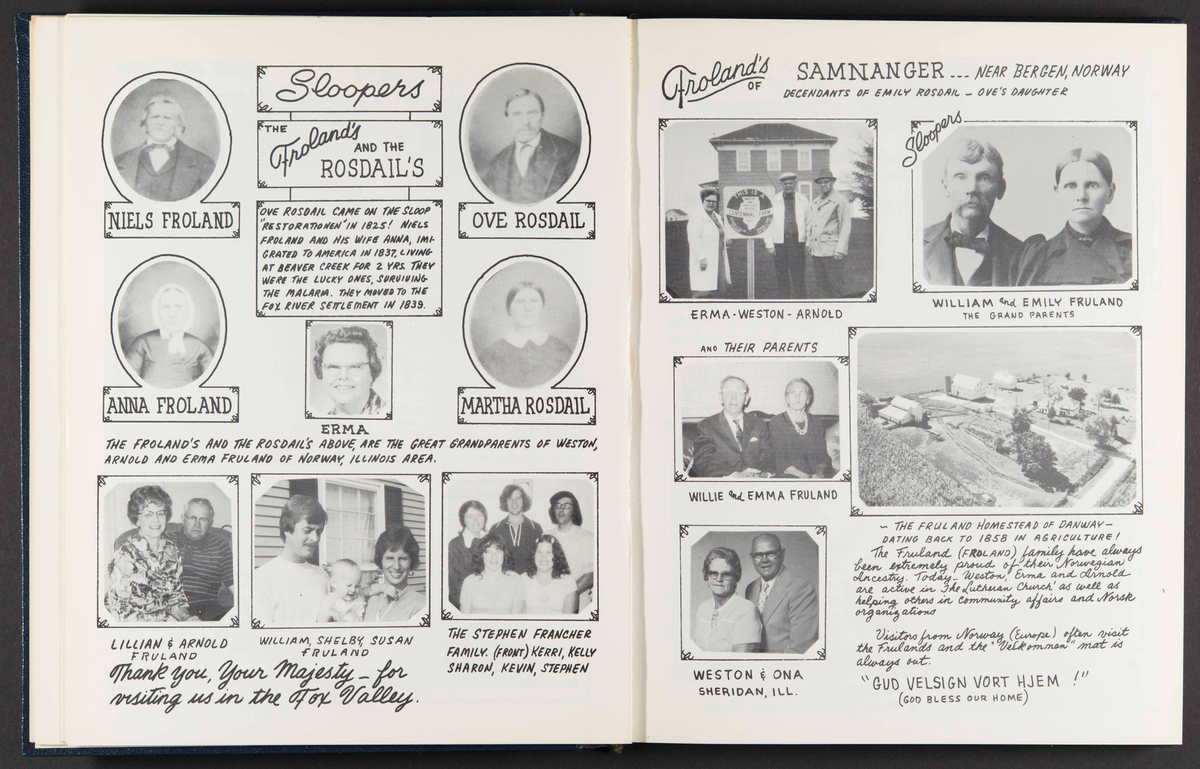 Sloopers
THE
Froland's
AND THE
ROSDAIL'S
NIELS FROLAND
OVE ROSDAIL
OVE ROSDAIL CAME ON THE SLOOP
"RESTORATIONEN" IN 1825! NIELS
FROLAND AND HIS WIFE ANNA, IMI-
GRATED TO AMERICA IN 1837, LIVING
AT BEAVER CREEK FOR 2 YRS. THEY
WERE THE LUCKY ONES, SURVIVING
THE MALARIA. THEY MOVED TO THE
FOX RIVER SETTLEMENT IN 1839.
ANNA FROLAND
MARTHA ROSDAIL
ERMA
THE FROLAND'S AND THE ROSDAIL'S ABOVE, ARE THE GREAT GRANDPARENTS OF WESTON,
ARNOLD AND ERMA FRULAND OF NORWAY, ILLINOIS AREA.
LILLIAN & ARNOLD
FRULAND
WILLIAM, SHELBY, SUSAN
FRULAND
THE STEPHEN FRANCHER
FAMILY. (FRONT) KERRI, KELLY
SHARON, KEVIN, STEPHEN
Thank you, Your Majesty - for
visiting us in the Fox Valley.
Froland's
OF
SAMNANGER --- NEAR BERGEN, NORWAY
DECENDANTS OF EMILY ROSDAIL - OVE'S DAUGHTER
THIS IS A
CENTENNIAL FARM
Sloopers
ERMA-WESTON-ARNOLD
WILLIAM and EMILY FRULAND
THE GRAND PARENTS
AND THEIR PARENTS
WILLIE and EMMA FRULAND
~ THE FRULAND HOMESTEAD OF DANWAY ~
DATING BACK TO 1858 IN AGRICULTURE!
The Fruland (FROLAND) family have always
been extremely proud of their Norwegian
Ancestry. Today - Weston, Erma and Arnold
are active in The Lutheran Church as well as
helping others in community affairs and Norsk
organizations
Visitors from Norway (Europe) often visit
the Frulands and the "Velkomman" mat is
always out.
"GUD VELSIGN VORT HJEM!"
(GOD BLESS OUR HOME)
WESTON & ONA
SHERIDAN, ILL.